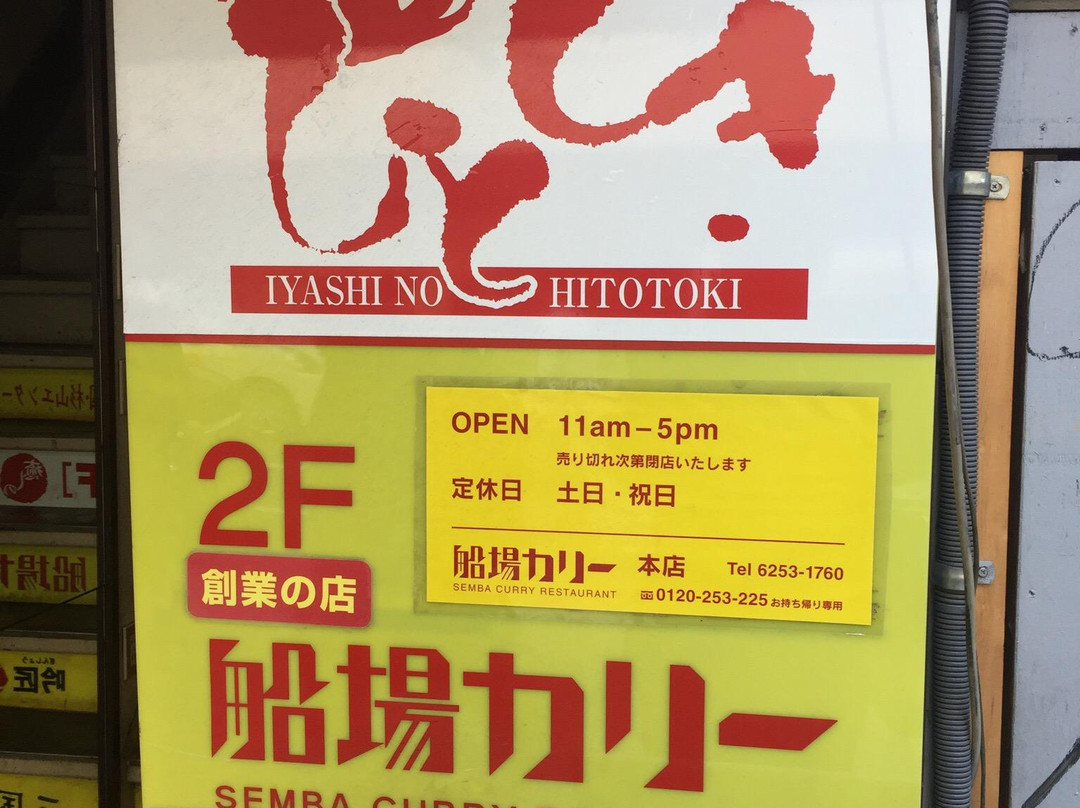 IYASHI NO と HITOTOKI
OPEN 11am–5pm
売り切れ次第閉店いたします
定休日 土日・祝日
船場カリー 本店 Tel 6253-1760
SEMBA CURRY RESTAURANT 0120-253-225 お持ち帰り専用
2F
創業の店
船場カリー
SEMBA CURRY